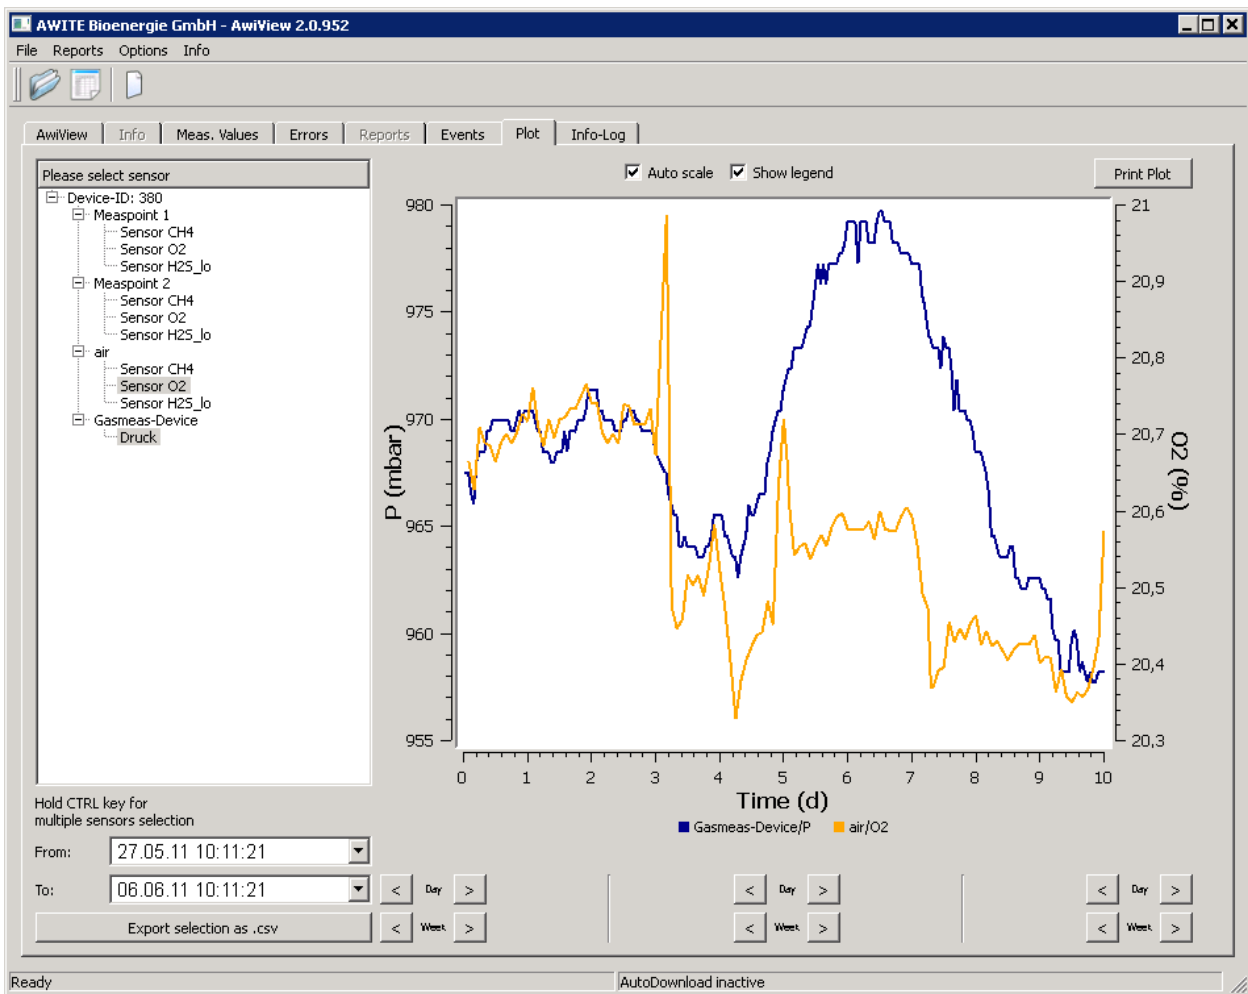 AWITE Bioenergie GmbH - AwiView 2.0.952
File Reports Options Info
AwiView Info Meas. Values Errors Reports Events Plot Info-Log
Please select sensor
Device-ID: 380
Measpoint 1
Sensor CH4
Sensor O2
Sensor H2S_lo
Measpoint 2
Sensor CH4
Sensor O2
Sensor H2S_lo
air
Sensor CH4
Sensor O2
Sensor H2S_lo
Gasmeas-Device
Druck
Auto scale Show legend Print Plot
980
975
970
965
960
955
P (mbar)
21
20,9
20,8
20,7
20,6
20,5
20,4
20,3
O2 (%)
0 1 2 3 4 5 6 7 8 9 10
Time (d)
Gasmeas-Device/P air/O2
Hold CTRL key for
multiple sensors selection
From: 27.05.11 10:11:21
To: 06.06.11 10:11:21
< Day > < Day > < Day >
Export selection as .csv
< Week > < Week > < Week >
Ready AutoDownload inactive